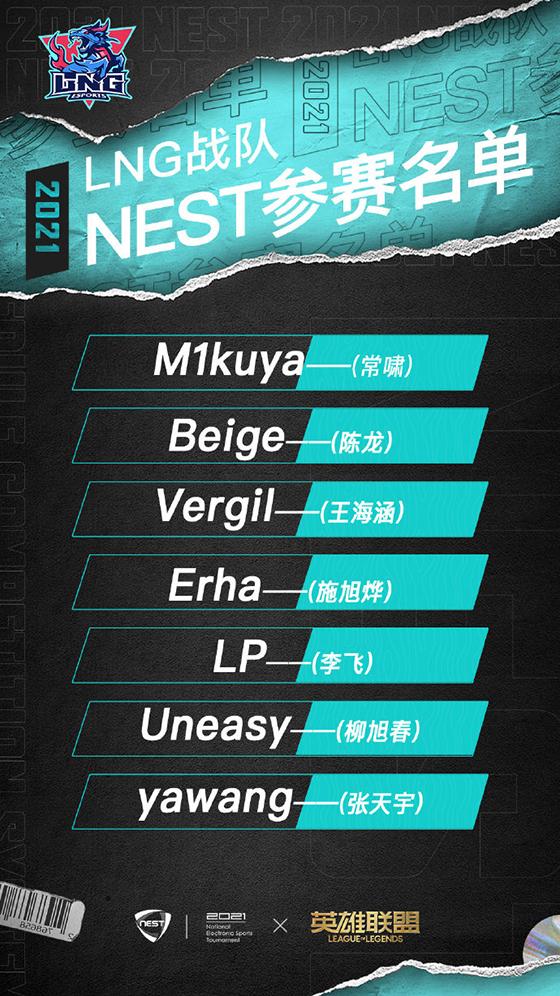 LNG
ESPORTS
2021
LNG战队
NEST参赛名单
M1kuya——(常啸)
Beige——(陈龙)
Vergil——(王海涵)
Erha——(施旭烨)
LP——(李飞)
Uneasy——(柳旭春)
yawang——(张天宇)
NEST
2021
National
Electronic Sports
Tournament
×
英雄联盟
LEAGUE OF LEGENDS